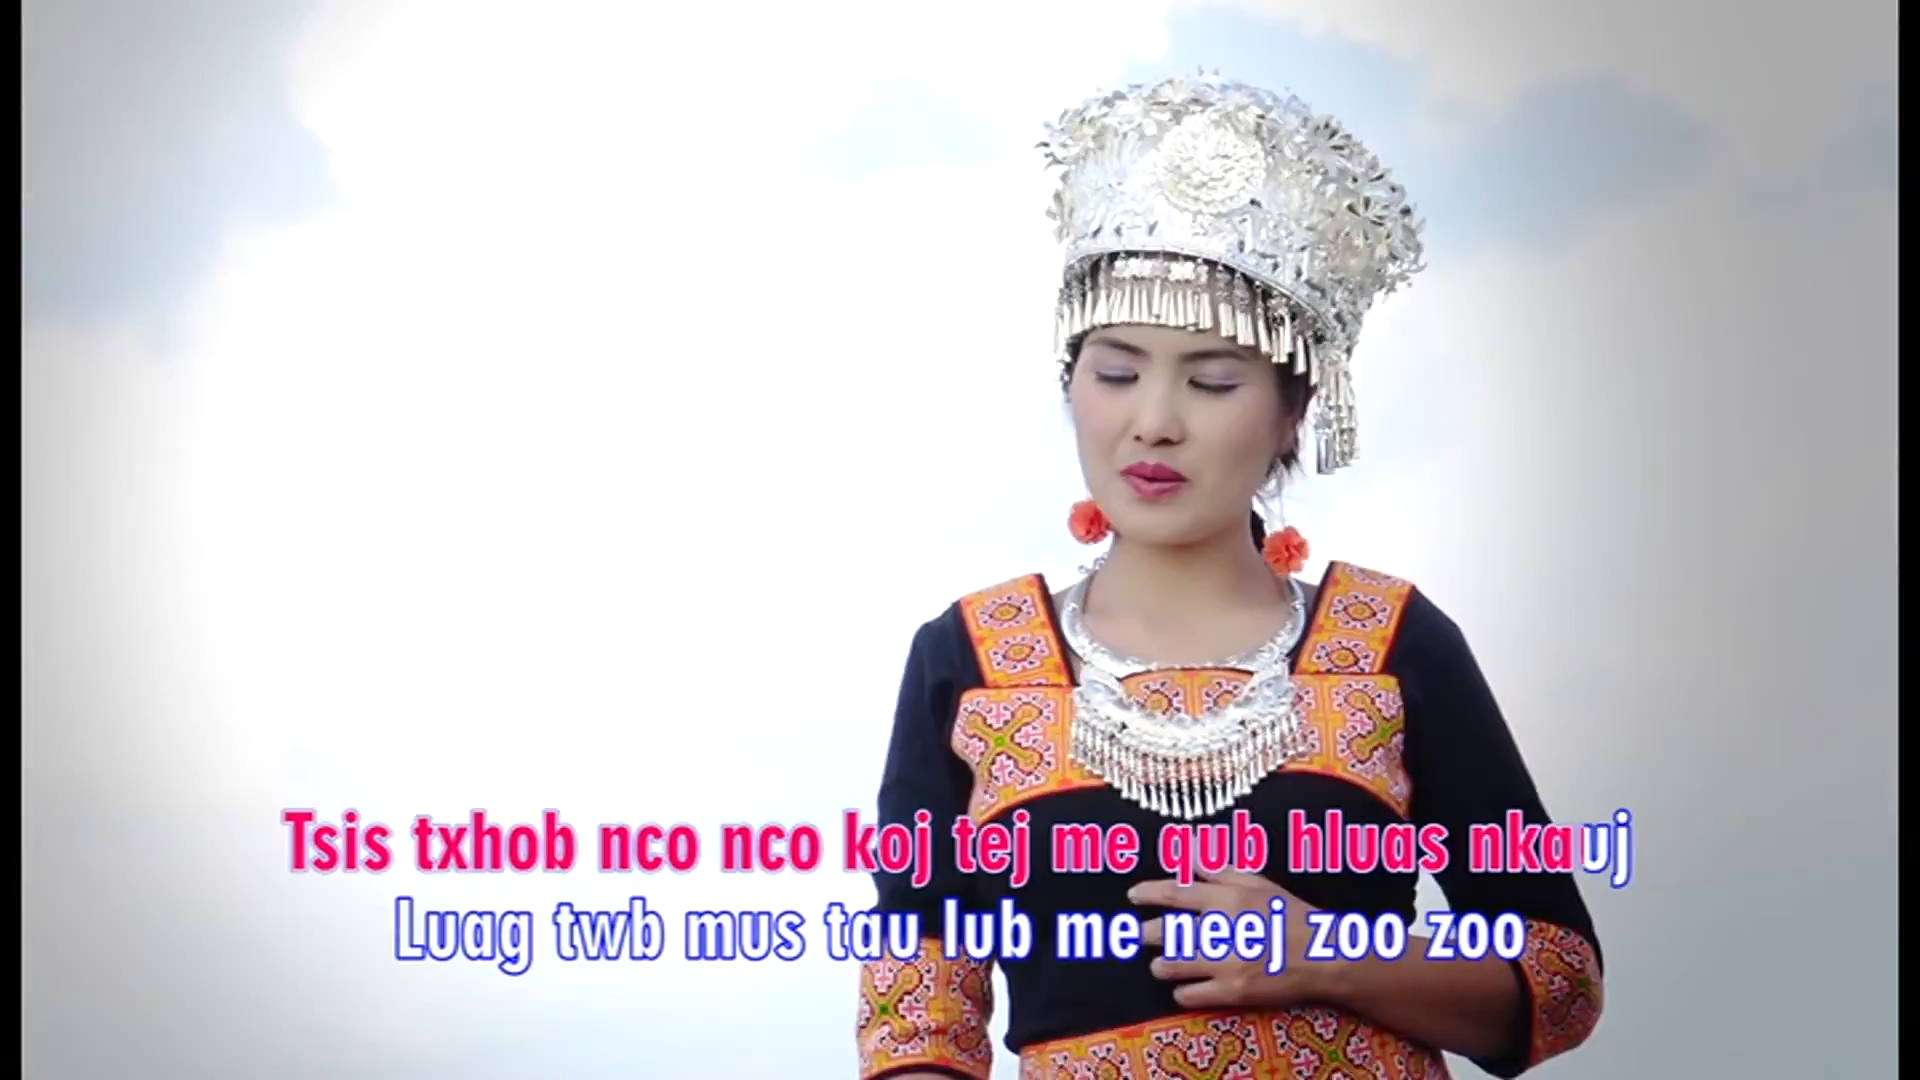 Tsis txhob nco nco koj tej me qub hluas nkauj
Luag twb mus tau lub me neej zoo zoo